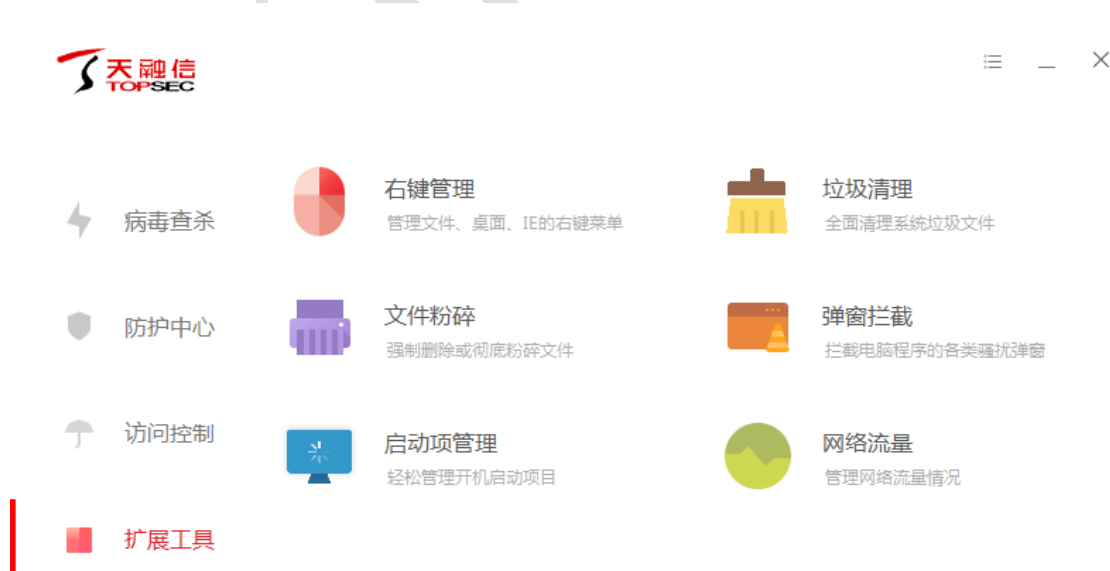 天融信
TOPSEC
右键管理
管理文件、桌面、IE的右键菜单
垃圾清理
全面清理系统垃圾文件
病毒查杀
文件粉碎
强制删除或彻底粉碎文件
弹窗拦截
拦截电脑程序的各类骚扰弹窗
防护中心
启动项管理
轻松管理开机启动项目
网络流量
管理网络流量情况
访问控制
扩展工具